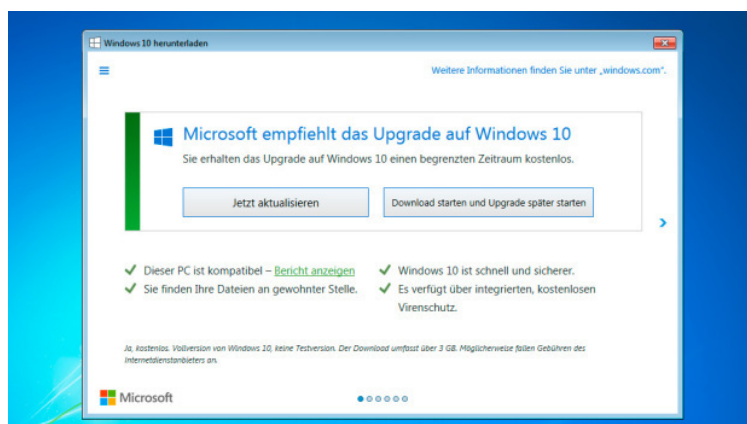 Windows 10 herunterladen
Weitere Informationen finden Sie unter „windows.com".
Microsoft empfiehlt das Upgrade auf Windows 10
Sie erhalten das Upgrade auf Windows 10 einen begrenzten Zeitraum kostenlos.
Jetzt aktualisieren
Download starten und Upgrade später starten
Dieser PC ist kompatibel – Bericht anzeigen
Sie finden Ihre Dateien an gewohnter Stelle.
Windows 10 ist schnell und sicherer.
Es verfügt über integrierten, kostenlosen
Virenschutz.
Ja, kostenlos. Vollversion von Windows 10, keine Testversion. Der Download umfasst über 3 GB. Möglicherweise fallen Gebühren des
Internetdienstanbieters an.
Microsoft